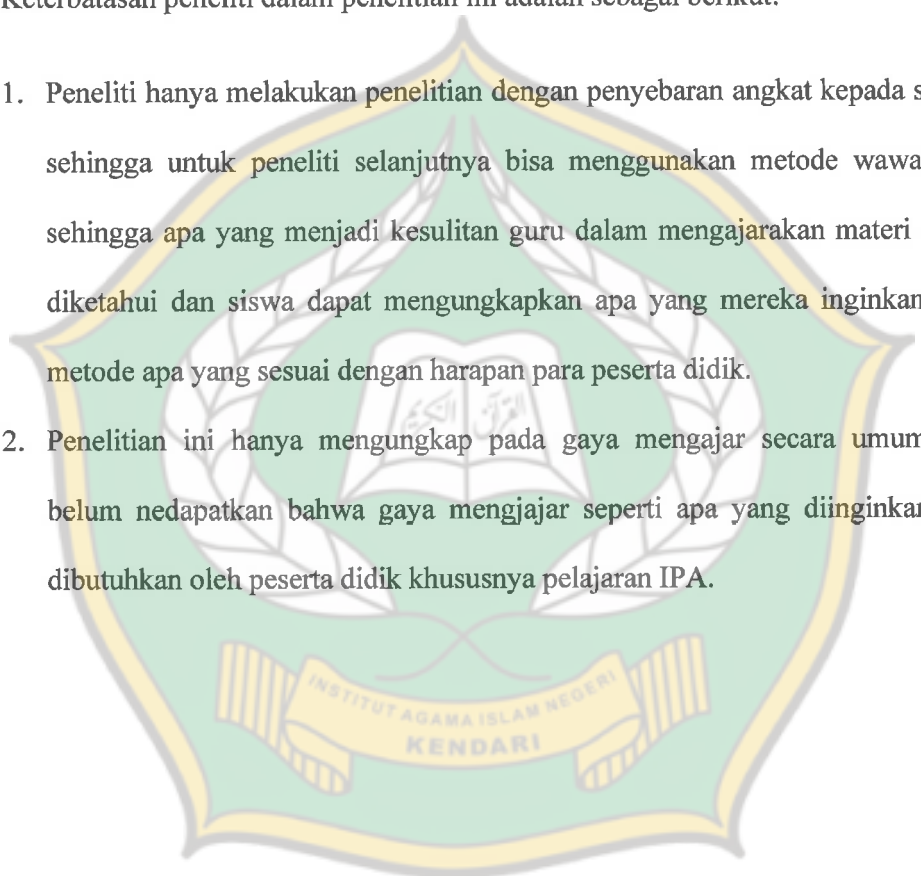 Keterbatasan peneliti dalam penelitian ini adalah sebagai berikut:
1. Peneliti hanya melakukan penelitian dengan penyebaran angkat kepada s
sehingga untuk peneliti selanjutnya bisa menggunakan metode wawa
sehingga apa yang menjadi kesulitan guru dalam mengajarakan materi
diketahui dan siswa dapat mengungkapkan apa yang mereka inginkan
metode apa yang sesuai dengan harapan para peserta didik.
2. Penelitian ini hanya mengungkap pada gaya mengajar secara umum
belum nedapatkan bahwa gaya mengjajar seperti apa yang diinginkan
dibutuhkan oleh peserta didik khususnya pelajaran IPA.
القرآن الكريم
INSTITUT AGAMA ISLAM NEGERI
KENDARI